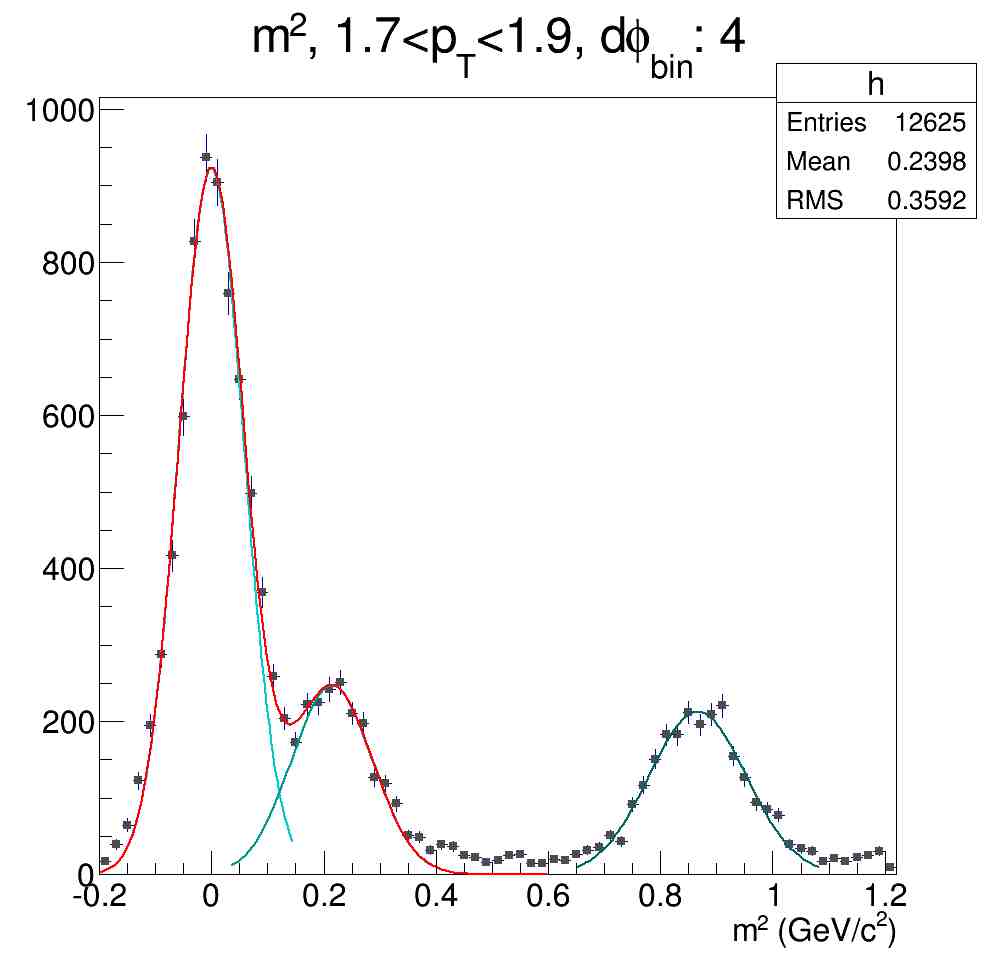 m², 1.7<p_T<1.9, dϕ_bin: 4
h
Entries 12625
Mean 0.2398
RMS 0.3592
1000
800
600
400
200
0
-0.2 0 0.2 0.4 0.6 0.8 1 1.2
m² (GeV/c²)